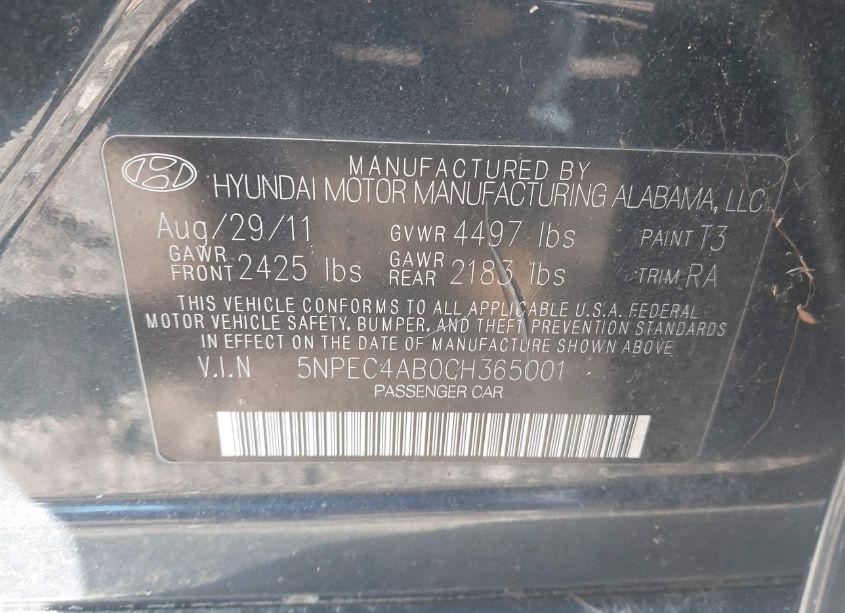 MANUFACTURED BY
HYUNDAI MOTOR MANUFACTURING ALABAMA, LLC
Aug/29/11 GVWR 4497 lbs PAINT T3
GAWR FRONT 2425 lbs GAWR REAR 2183 lbs TRIM RA
THIS VEHICLE CONFORMS TO ALL APPLICABLE U.S.A. FEDERAL
MOTOR VEHICLE SAFETY, BUMPER, AND THEFT PREVENTION STANDARDS
IN EFFECT ON THE DATE OF MANUFACTURE SHOWN ABOVE
V.I.N 5NPEC4AB0CH365001
PASSENGER CAR